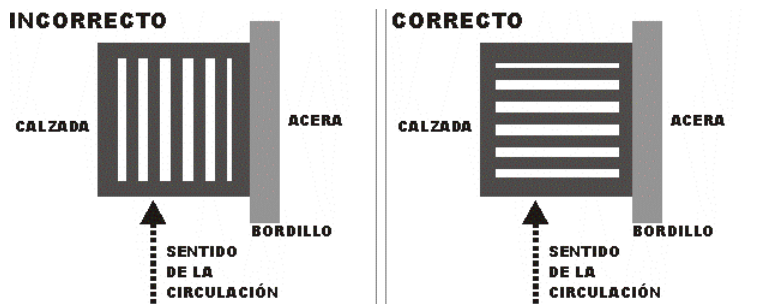 INCORRECTO
CALZADA
ACERA
BORDILLO
SENTIDO
DE LA
CIRCULACIÓN
CORRECTO
CALZADA
ACERA
BORDILLO
SENTIDO
DE LA
CIRCULACIÓN